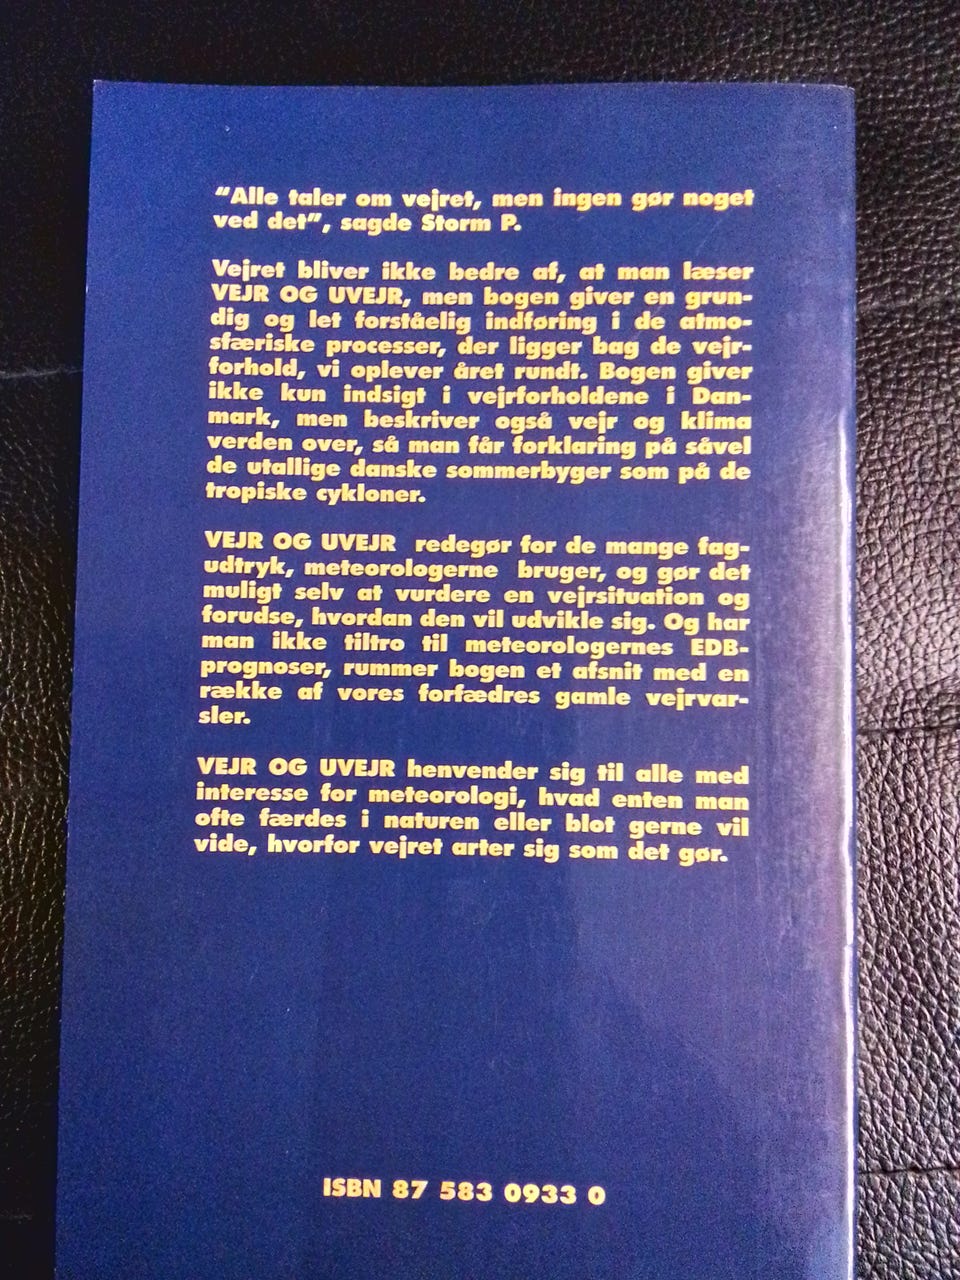 "Alle taler om vejret, men ingen gør noget
ved det", sagde Storm P.
Vejret bliver ikke bedre af, at man læser
VEJR OG UVEJR, men bogen giver en grun-
dig og let forståelig indføring i de atmo-
sfæriske processer, der ligger bag de vejr-
forhold, vi oplever året rundt. Bogen giver
ikke kun indsigt i vejrforholdene i Dan-
mark, men beskriver også vejr og klima
verden over, så man får forklaring på såvel
de utallige danske sommerbyger som på de
tropiske cykloner.
VEJR OG UVEJR redegør for de mange fag-
udtryk, meteorologerne bruger, og gør det
muligt selv at vurdere en vejrsituation og
forudse, hvordan den vil udvikle sig. Og har
man ikke tiltro til meteorologernes EDB-
prognoser, rummer bogen et afsnit med en
række af vores forfædres gamle vejrvar-
sler.
VEJR OG UVEJR henvender sig til alle med
interesse for meteorologi, hvad enten man
ofte færdes i naturen eller blot gerne vil
vide, hvorfor vejret arter sig som det gør.
ISBN 87 583 0933 0